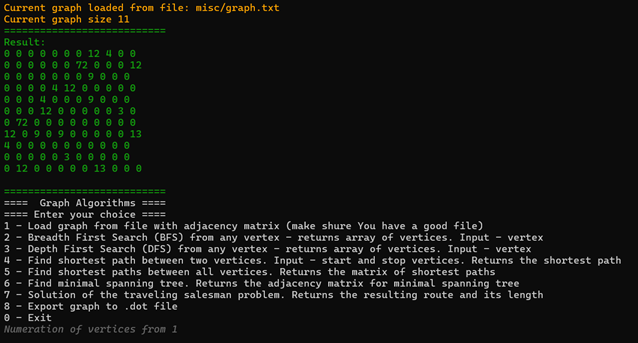 Current graph loaded from file: misc/graph.txt
Current graph size 11
===========================
Result:
0 0 0 0 0 0 0 12 4 0 0
0 0 0 0 0 0 72 0 0 0 12
0 0 0 0 0 0 0 9 0 0 0
0 0 0 0 4 12 0 0 0 0 0
0 0 0 4 0 0 0 9 0 0 0
0 0 0 12 0 0 0 0 0 3 0
0 72 0 0 0 0 0 0 0 0 0
12 0 9 0 9 0 0 0 0 0 13
4 0 0 0 0 0 0 0 0 0 0
0 0 0 0 0 3 0 0 0 0 0
0 12 0 0 0 0 0 13 0 0 0
===========================
====  Graph Algorithms ====
==== Enter your choice ====
1 - Load graph from file with adjacency matrix (make shure You have a good file)
2 - Breadth First Search (BFS) from any vertex - returns array of vertices. Input - vertex
3 - Depth First Search (DFS) from any vertex - returns array of vertices. Input - vertex
4 - Find shortest path between two vertices. Input - start and stop vertices. Returns the shortest path
5 - Find shortest paths between all vertices. Returns the matrix of shortest paths
6 - Find minimal spanning tree. Returns the adjacency matrix for minimal spanning tree
7 - Solution of the traveling salesman problem. Returns the resulting route and its length
8 - Export graph to .dot file
0 - Exit
Numeration of vertices from 1